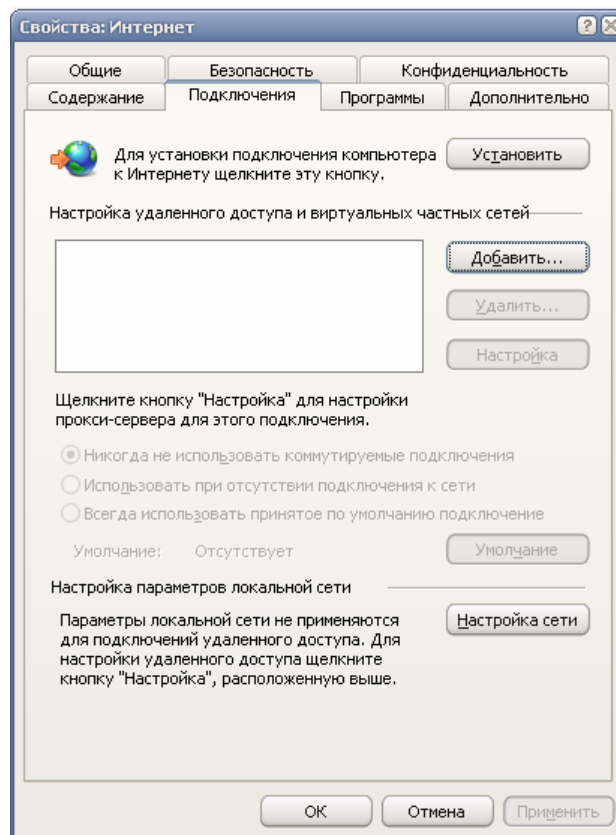 Свойства: Интернет
Общие
Безопасность
Конфиденциальность
Содержание
Подключения
Программы
Дополнительно
Для установки подключения компьютера
к Интернету щелкните эту кнопку.
Установить
Настройка удаленного доступа и виртуальных частных сетей
Добавить...
Удалить...
Настройка
Щелкните кнопку "Настройка" для настройки
прокси-сервера для этого подключения.
Никогда не использовать коммутируемые подключения
Использовать при отсутствии подключения к сети
Всегда использовать принятое по умолчанию подключение
Умолчание:
Отсутствует
Умолчание
Настройка параметров локальной сети
Параметры локальной сети не применяются
для подключений удаленного доступа. Для
настройки удаленного доступа щелкните
кнопку "Настройка", расположенную выше.
Настройка сети
ОК
Отмена
Применить